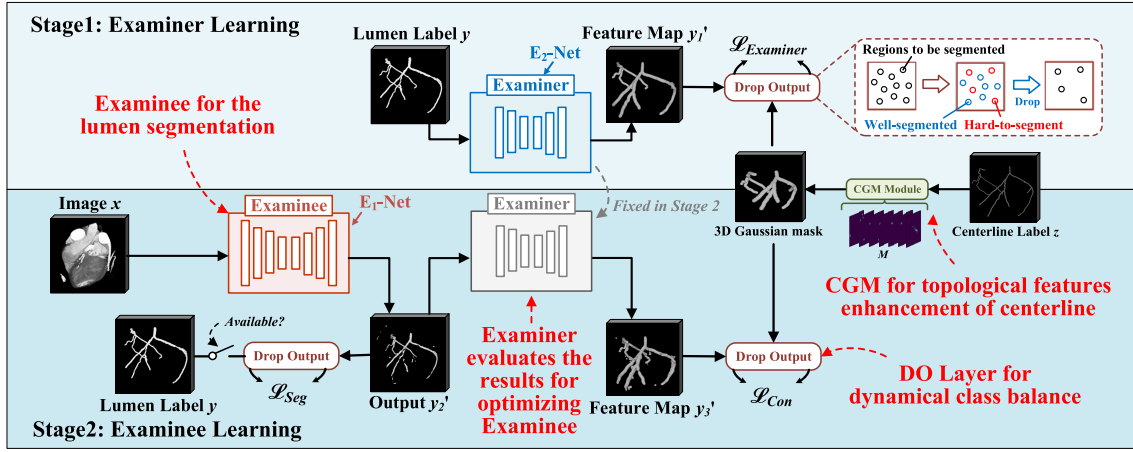 Stage1: Examiner Learning
Lumen Label y
Feature Map y₁'
ℒExaminer
E₂-Net
Examiner
Drop Output
Regions to be segmented
Drop
Well-segmented
Hard-to-segment
Examinee for the
lumen segmentation
Image x
Examinee
E₁-Net
Examiner
Fixed in Stage 2
3D Gaussian mask
CGM Module
M
Centerline Label z
CGM for topological features
enhancement of centerline
Available?
Drop Output
ℒSeg
Lumen Label y
Output y₂'
Examiner
evaluates the
results for
optimizing
Examinee
Feature Map y₃'
Drop Output
ℒCon
DO Layer for
dynamical class balance
Stage2: Examinee Learning